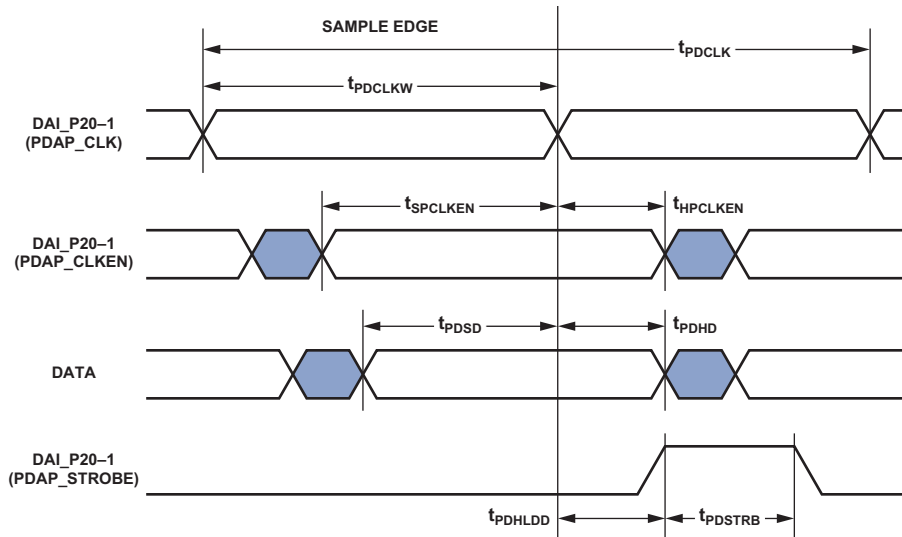 SAMPLE EDGE
tPDCLK
tPDCLKW
DAI_P20–1
(PDAP_CLK)
tSPCLKEN
tHPCLKEN
DAI_P20–1
(PDAP_CLKEN)
tPDSD
tPDHD
DATA
DAI_P20–1
(PDAP_STROBE)
tPDHLDD
tPDSTRB